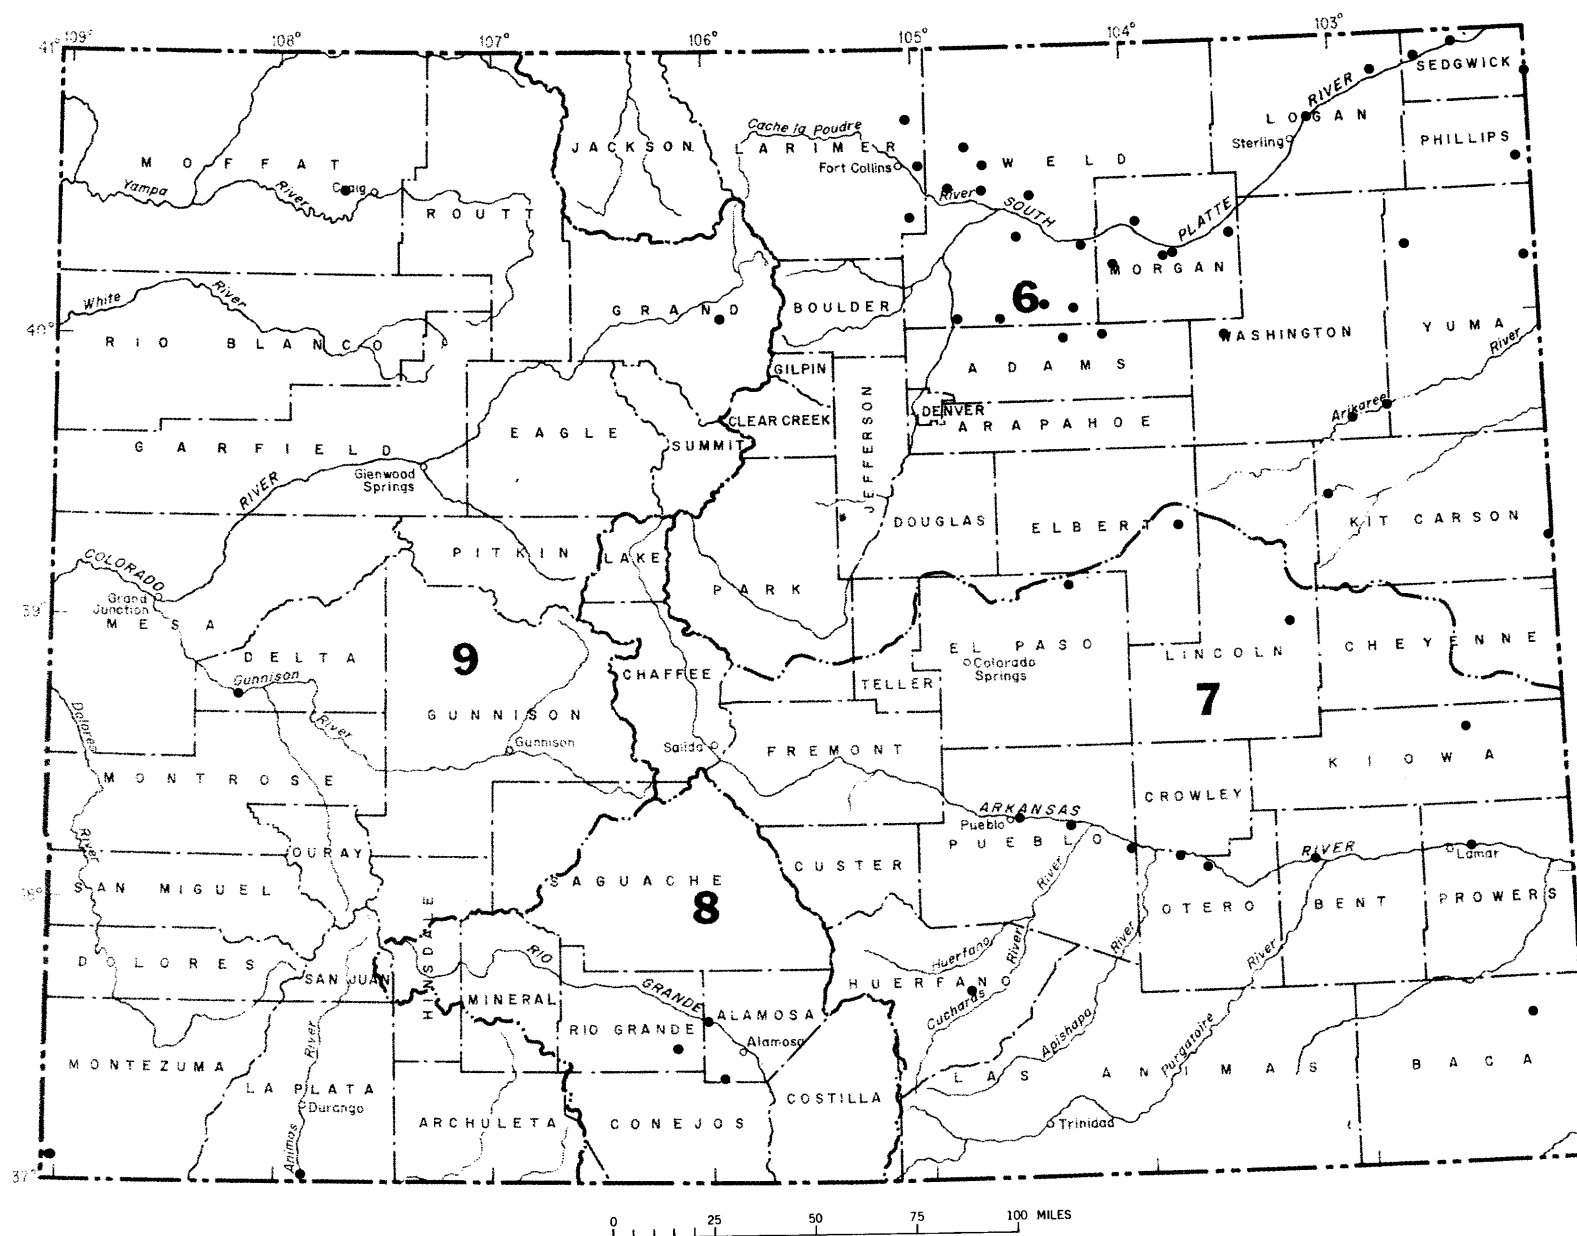 41° 109° 108° 107° 106° 105° 104° 103°
SEDGWICK
RIVER
LOGAN
Cache la Poudre
JACKSON LARIMER
Sterling
PHILLIPS
MOFFAT
Fort Collins
WELD
Yampa River Craig
River
SOUTH
PLATTE
ROUTT
MORGAN
White River
GRAND
BOULDER
6
40°
RIO BLANCO
WASHINGTON
YUMA
River
GILPIN
ADAMS
JEFFERSON
DENVER
Arikaree
CLEAR CREEK
ARAPAHOE
EAGLE
SUMMIT
GARFIELD
Glenwood
Springs
RIVER
DOUGLAS
ELBERT
KIT CARSON
PITKIN
LAKE
COLORADO
PARK
Grand
Junction
39°
MESA
EL PASO
LINCOLN
CHEYENNE
DELTA
9
Colorado
Springs
CHAFFEE
TELLER
Gunnison
7
Dolores
River
GUNNISON
Gunnison
Salida
FREMONT
KIOWA
MONTROSE
CROWLEY
ARKANSAS
Pueblo
River
PUEBLO
OURAY
RIVER
Lamar
CUSTER
SAN MIGUEL
SAGUACHE
River
8
38°
OTERO
BENT
PROWERS
HINSDALE
River
River
DOLORES
RIO
Huerfano
River
SAN JUAN
GRANDE
HUERFANO
MINERAL
ALAMOSA
Cucharas
RIO GRANDE
Apishapa
Purgatoire
Alamosa
MONTEZUMA
River
LAS ANIMAS
BACA
LA PLATA
COSTILLA
Durango
ARCHULETA
CONEJOS
Trinidad
Animas
37°
0 25 50 75 100 MILES